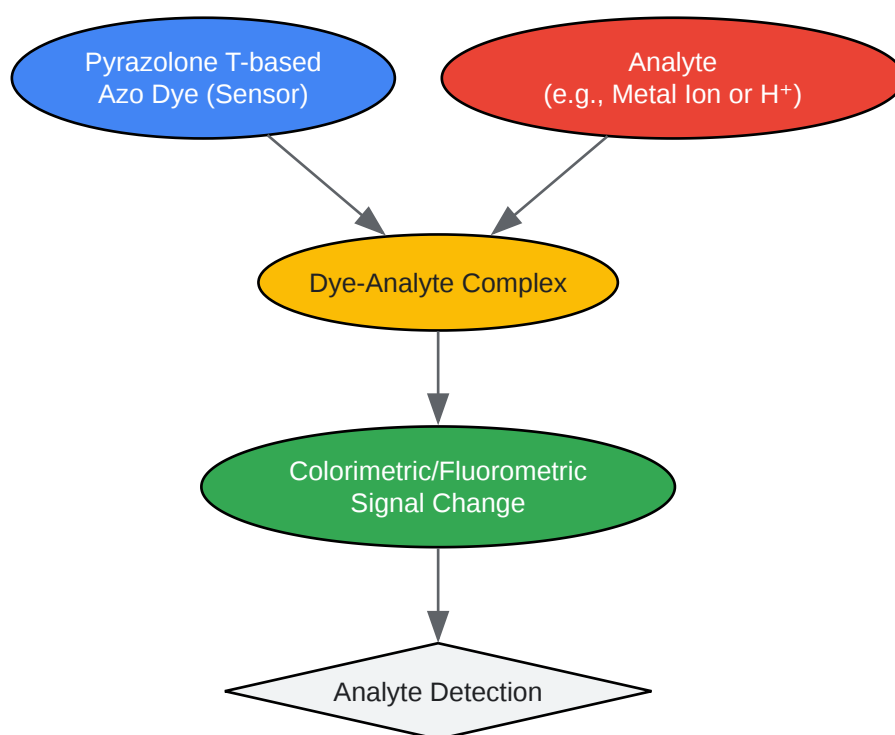 Pyrazolone T-based
Azo Dye (Sensor)
Analyte
(e.g., Metal Ion or H⁺)
Dye-Analyte Complex
Colorimetric/Fluorometric
Signal Change
Analyte Detection